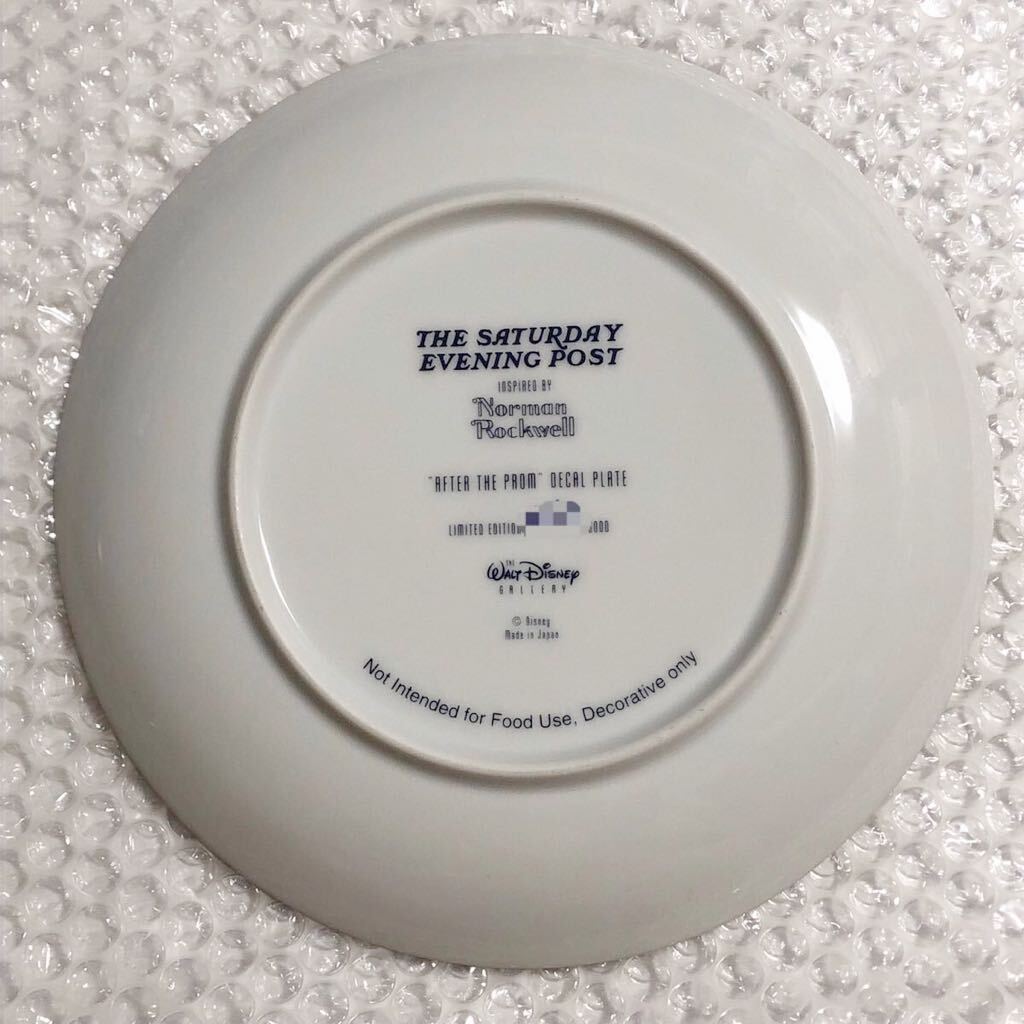 THE SATURDAY
EVENING POST
INSPIRED BY
Norman
Rockwell
"AFTER THE PROM" DECAL PLATE
LIMITED EDITION
THE
WALT DISNEY
GALLERY
© Disney
Made in Japan
Not Intended for Food Use, Decorative only